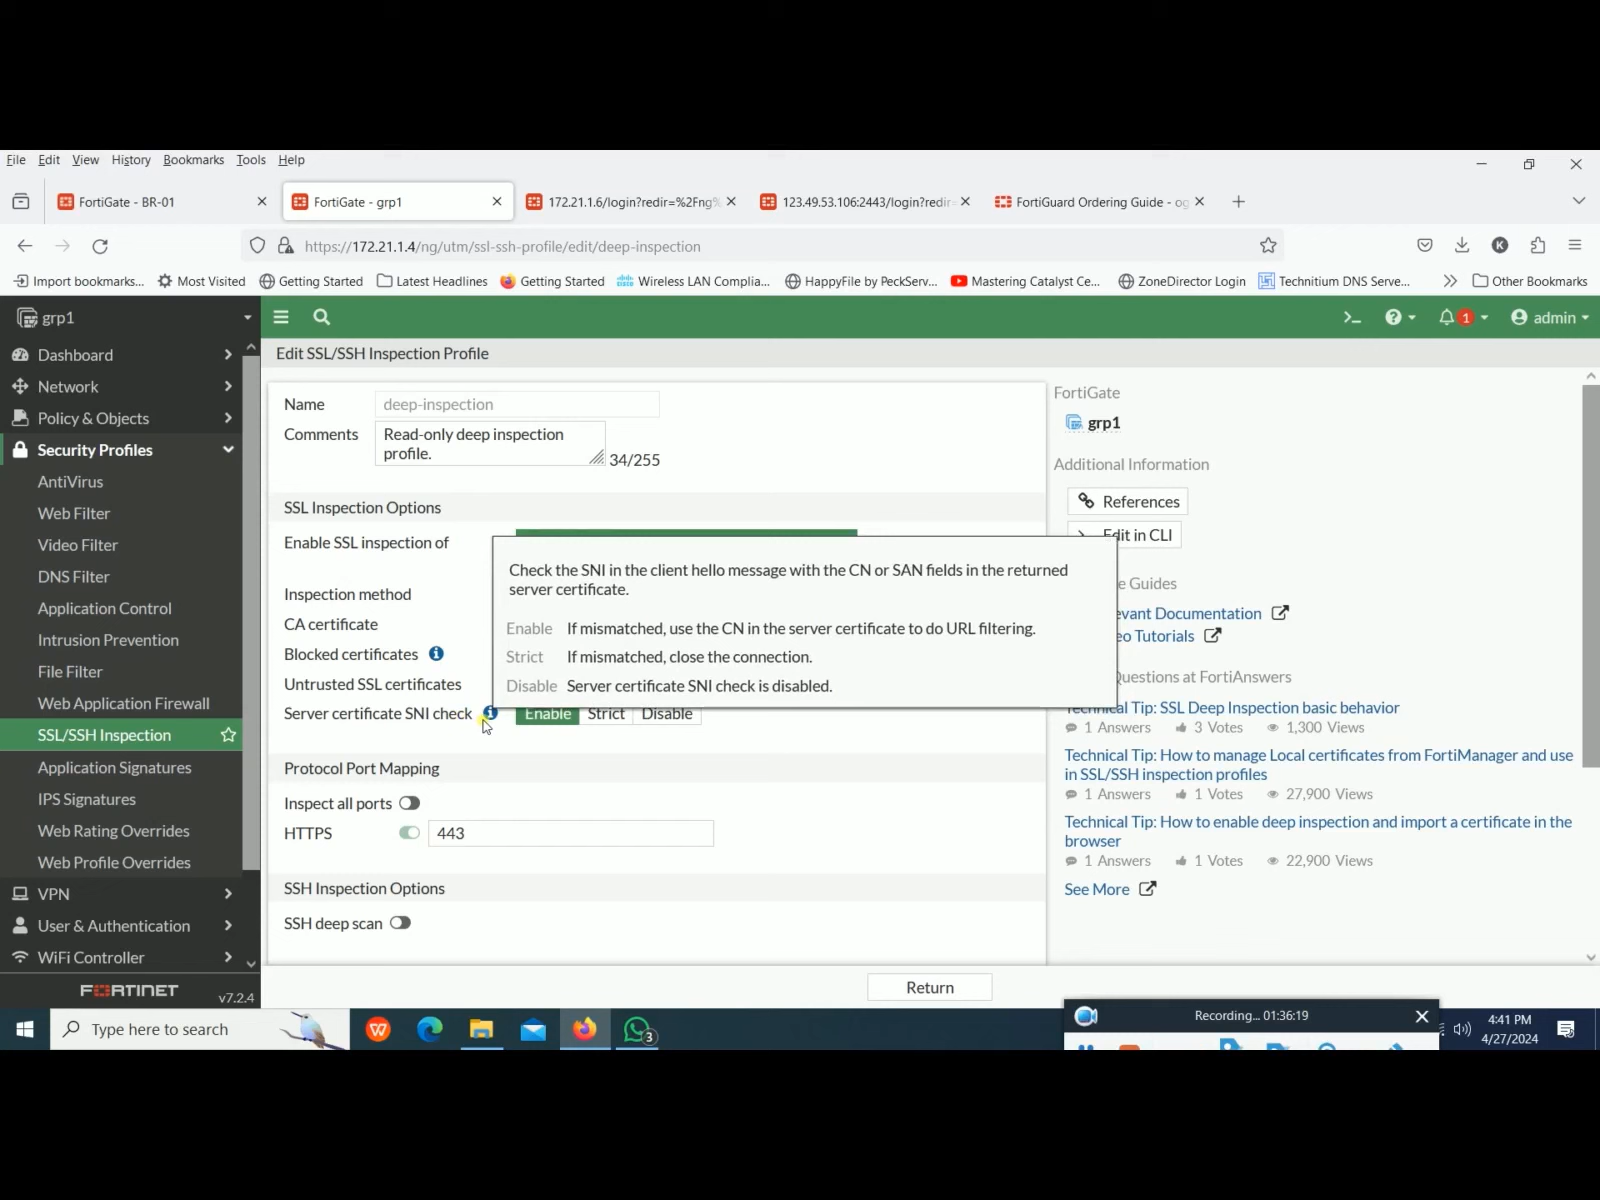 File Edit View History Bookmarks Tools Help
FortiGate - BR-01
FortiGate - grp1
172.21.1.6/login?redir=%2Fng%
123.49.53.106:2443/login?redir=
FortiGuard Ordering Guide - og
https://172.21.1.4/ng/utm/ssl-ssh-profile/edit/deep-inspection
K
Import bookmarks... Most Visited Getting Started Latest Headlines Getting Started Wireless LAN Complia... HappyFile by PeckServ... Mastering Catalyst Ce... ZoneDirector Login Technitium DNS Serve... Other Bookmarks
grp1
1
admin
Dashboard
Network
Policy & Objects
Security Profiles
AntiVirus
Web Filter
Video Filter
DNS Filter
Application Control
Intrusion Prevention
File Filter
Web Application Firewall
SSL/SSH Inspection
Application Signatures
IPS Signatures
Web Rating Overrides
Web Profile Overrides
VPN
User & Authentication
WiFi Controller
FORTINET
v7.2.4
Edit SSL/SSH Inspection Profile
Name deep-inspection
Comments Read-only deep inspection
profile.
34/255
SSL Inspection Options
Enable SSL inspection of
Inspection method
CA certificate
Blocked certificates
Untrusted SSL certificates
Server certificate SNI check Enable Strict Disable
Check the SNI in the client hello message with the CN or SAN fields in the returned
server certificate.
Enable If mismatched, use the CN in the server certificate to do URL filtering.
Strict If mismatched, close the connection.
Disable Server certificate SNI check is disabled.
Protocol Port Mapping
Inspect all ports
HTTPS 443
SSH Inspection Options
SSH deep scan
Return
FortiGate
grp1
Additional Information
References
Edit in CLI
e Guides
evant Documentation
eo Tutorials
Questions at FortiAnswers
Technical Tip: SSL Deep Inspection basic behavior
1 Answers 3 Votes 1,300 Views
Technical Tip: How to manage Local certificates from FortiManager and use
in SSL/SSH inspection profiles
1 Answers 1 Votes 27,900 Views
Technical Tip: How to enable deep inspection and import a certificate in the
browser
1 Answers 1 Votes 22,900 Views
See More
Type here to search
W
3
Recording... 01:36:19
4:41 PM
4/27/2024